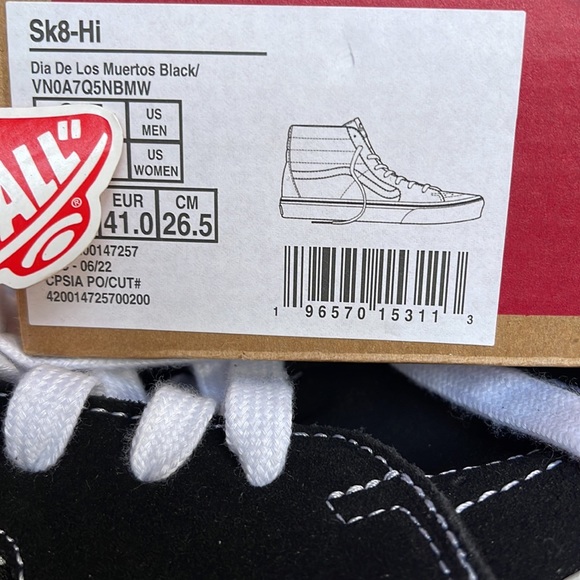 Sk8-Hi
Dia De Los Muertos Black/
VN0A7Q5NBMW
US MEN
US WOMEN
EUR CM
41.0 26.5
00147257
- 06/22
CPSIA PO/CUT#
420014725700200
ALL"
®
1 96570 15311 3